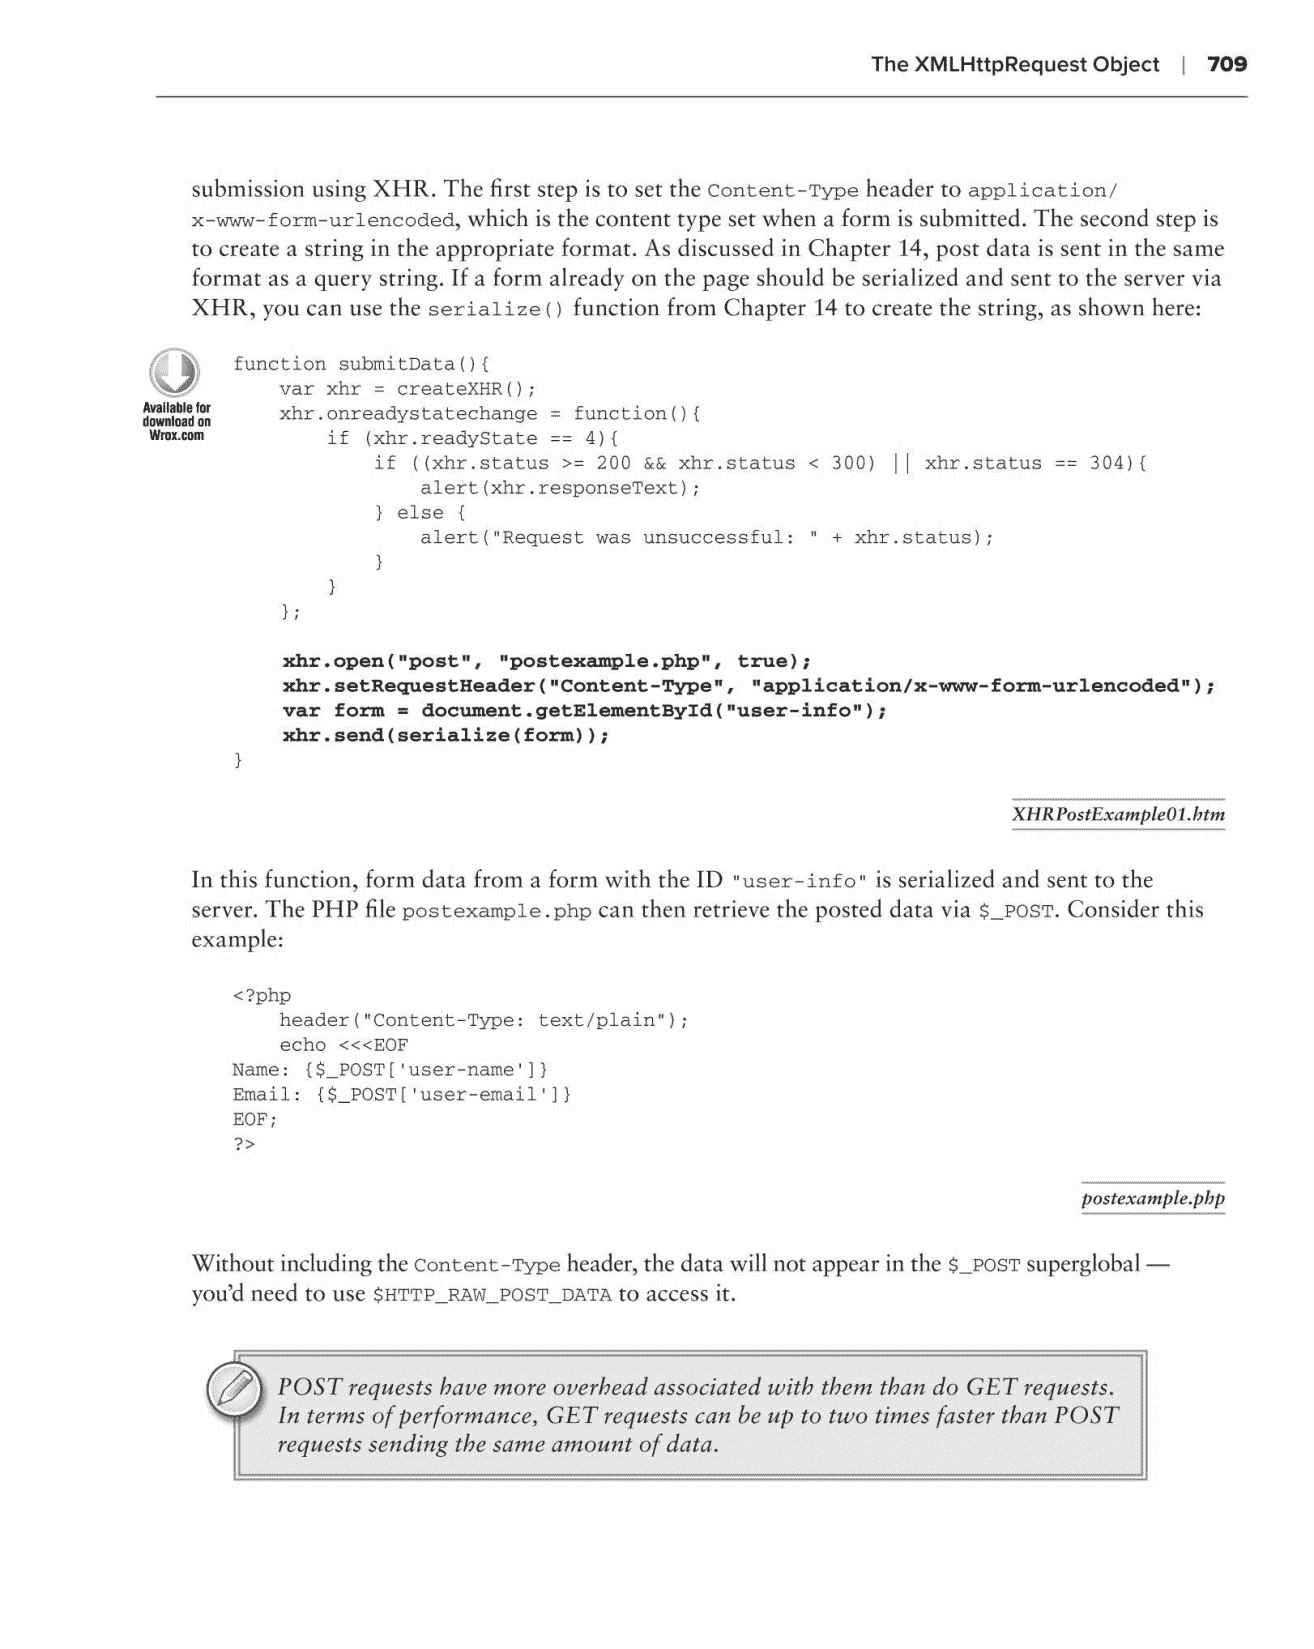 The XMLHttpRequest Object | 709
submission using XHR. The first step is to set the Content-Type header to application/
x-www-form-urlencoded, which is the content type set when a form is submitted. The second step is
to create a string in the appropriate format. As discussed in Chapter 14, post data is sent in the same
format as a query string. If a form already on the page should be serialized and sent to the server via
XHR, you can use the serialize() function from Chapter 14 to create the string, as shown here:
Available for
download on
Wrox.com
function submitData(){
    var xhr = createXHR();
    xhr.onreadystatechange = function(){
        if (xhr.readyState == 4){
            if ((xhr.status >= 200 && xhr.status < 300) || xhr.status == 304){
                alert(xhr.responseText);
            } else {
                alert("Request was unsuccessful: " + xhr.status);
            }
        }
    };
    xhr.open("post", "postexample.php", true);
    xhr.setRequestHeader("Content-Type", "application/x-www-form-urlencoded");
    var form = document.getElementById("user-info");
    xhr.send(serialize(form));
}
XHRPostExample01.htm
In this function, form data from a form with the ID "user-info" is serialized and sent to the
server. The PHP file postexample.php can then retrieve the posted data via $_POST. Consider this
example:
<?php
    header("Content-Type: text/plain");
    echo <<<EOF
Name: {$_POST['user-name']}
Email: {$_POST['user-email']}
EOF;
?>
postexample.php
Without including the Content-Type header, the data will not appear in the $_POST superglobal —
you'd need to use $HTTP_RAW_POST_DATA to access it.
POST requests have more overhead associated with them than do GET requests.
In terms of performance, GET requests can be up to two times faster than POST
requests sending the same amount of data.